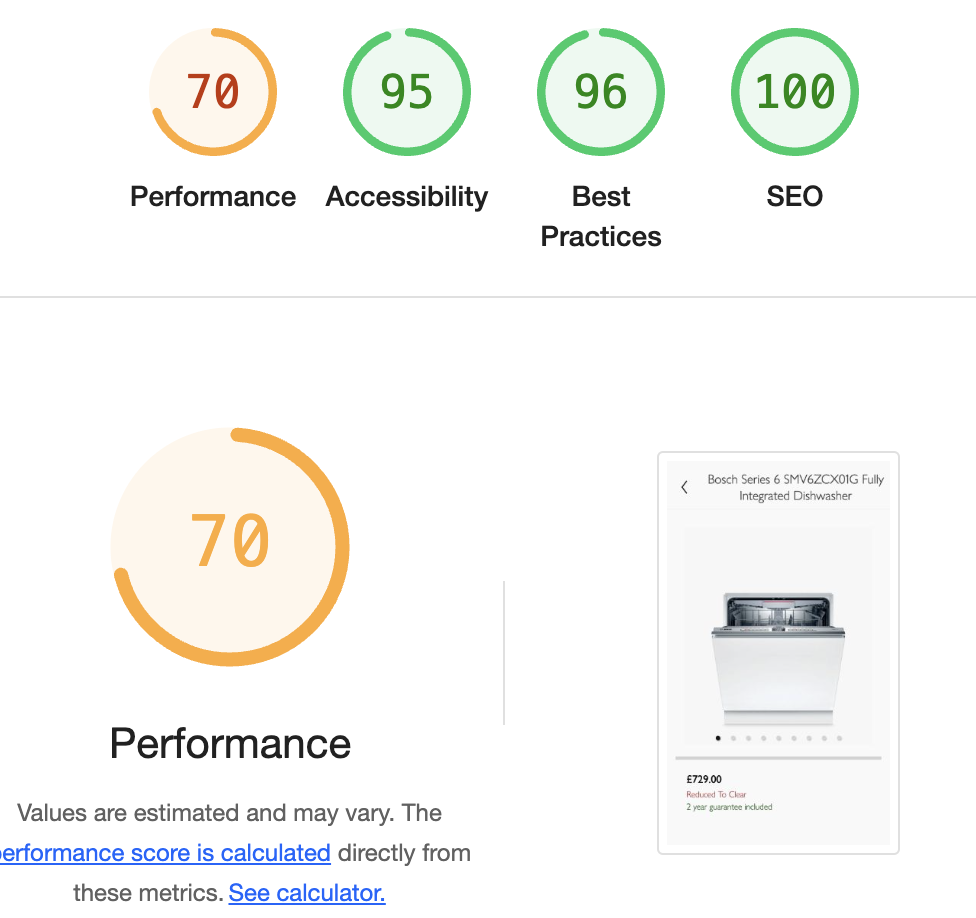 70
95
96
100
Performance
Accessibility
Best
Practices
SEO
70
Performance
Values are estimated and may vary. The
performance score is calculated directly from
these metrics. See calculator.
Bosch Series 6 SMV6ZCX01G Fully
Integrated Dishwasher
£729.00
Reduced To Clear
2 year guarantee included